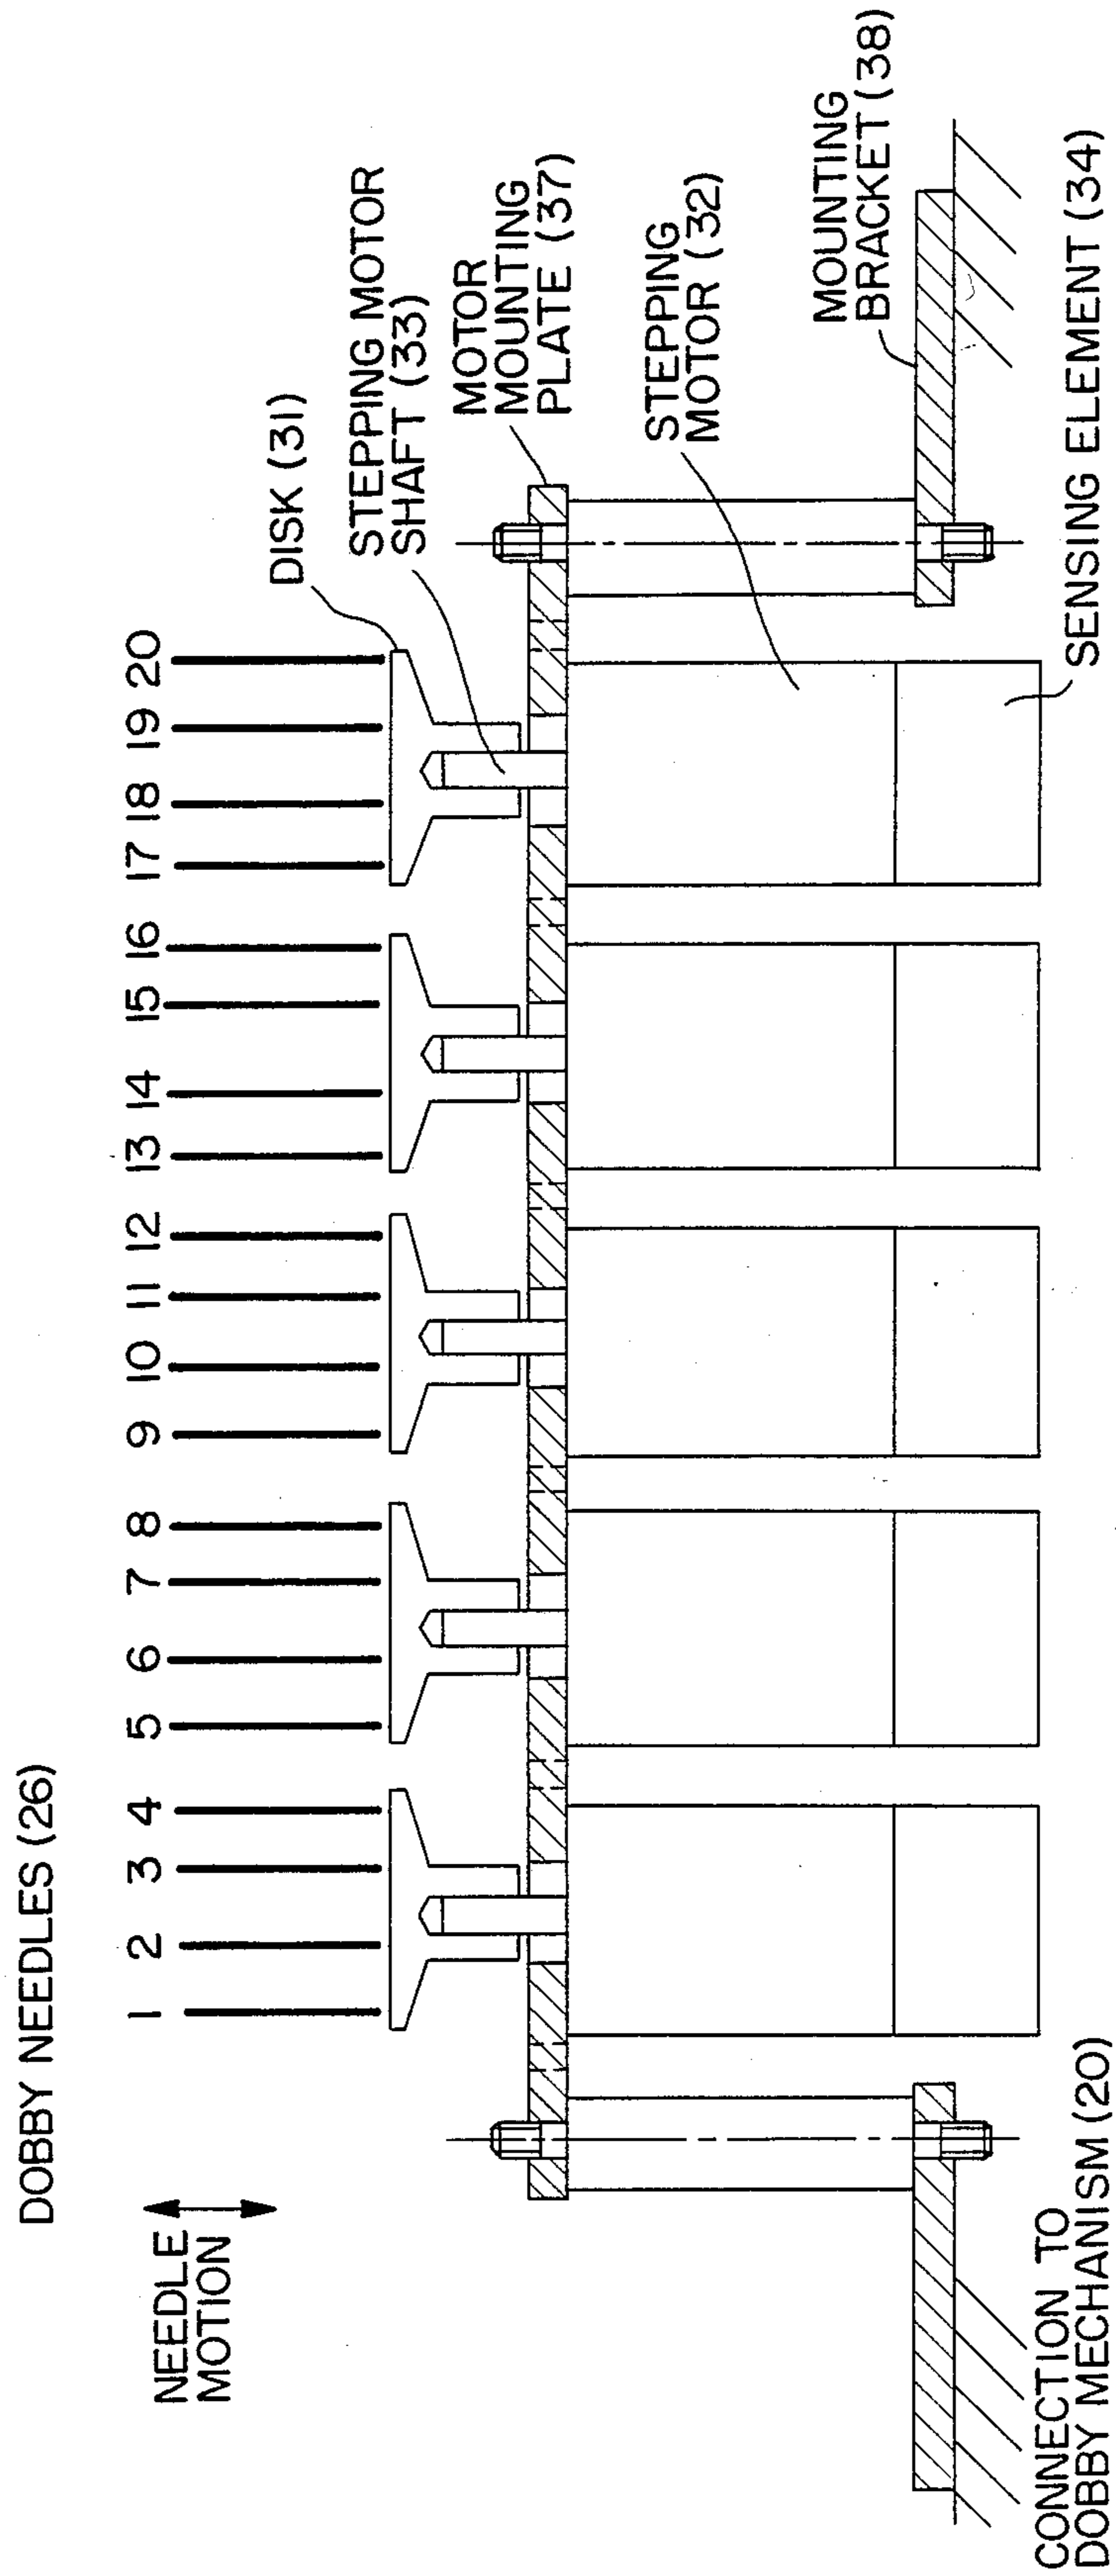 DOBBY NEEDLES (26)
NEEDLE
MOTION
1 2 3 4 5 6 7 8 9 10 11 12 13 14 15 16 17 18 19 20
DISK (31)
STEPPING MOTOR
SHAFT (33)
MOTOR
MOUNTING
PLATE (37)
STEPPING
MOTOR (32)
MOUNTING
BRACKET (38)
CONNECTION TO
DOBBY MECHANISM (20)
SENSING ELEMENT (34)